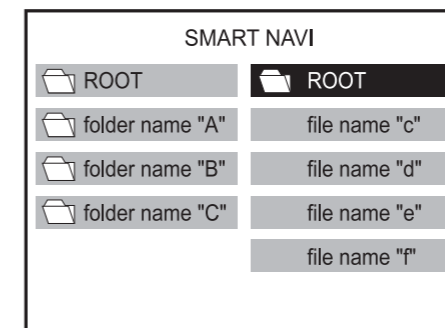 SMART NAVI
ROOT
folder name "A"
folder name "B"
folder name "C"
ROOT
file name "c"
file name "d"
file name "e"
file name "f"